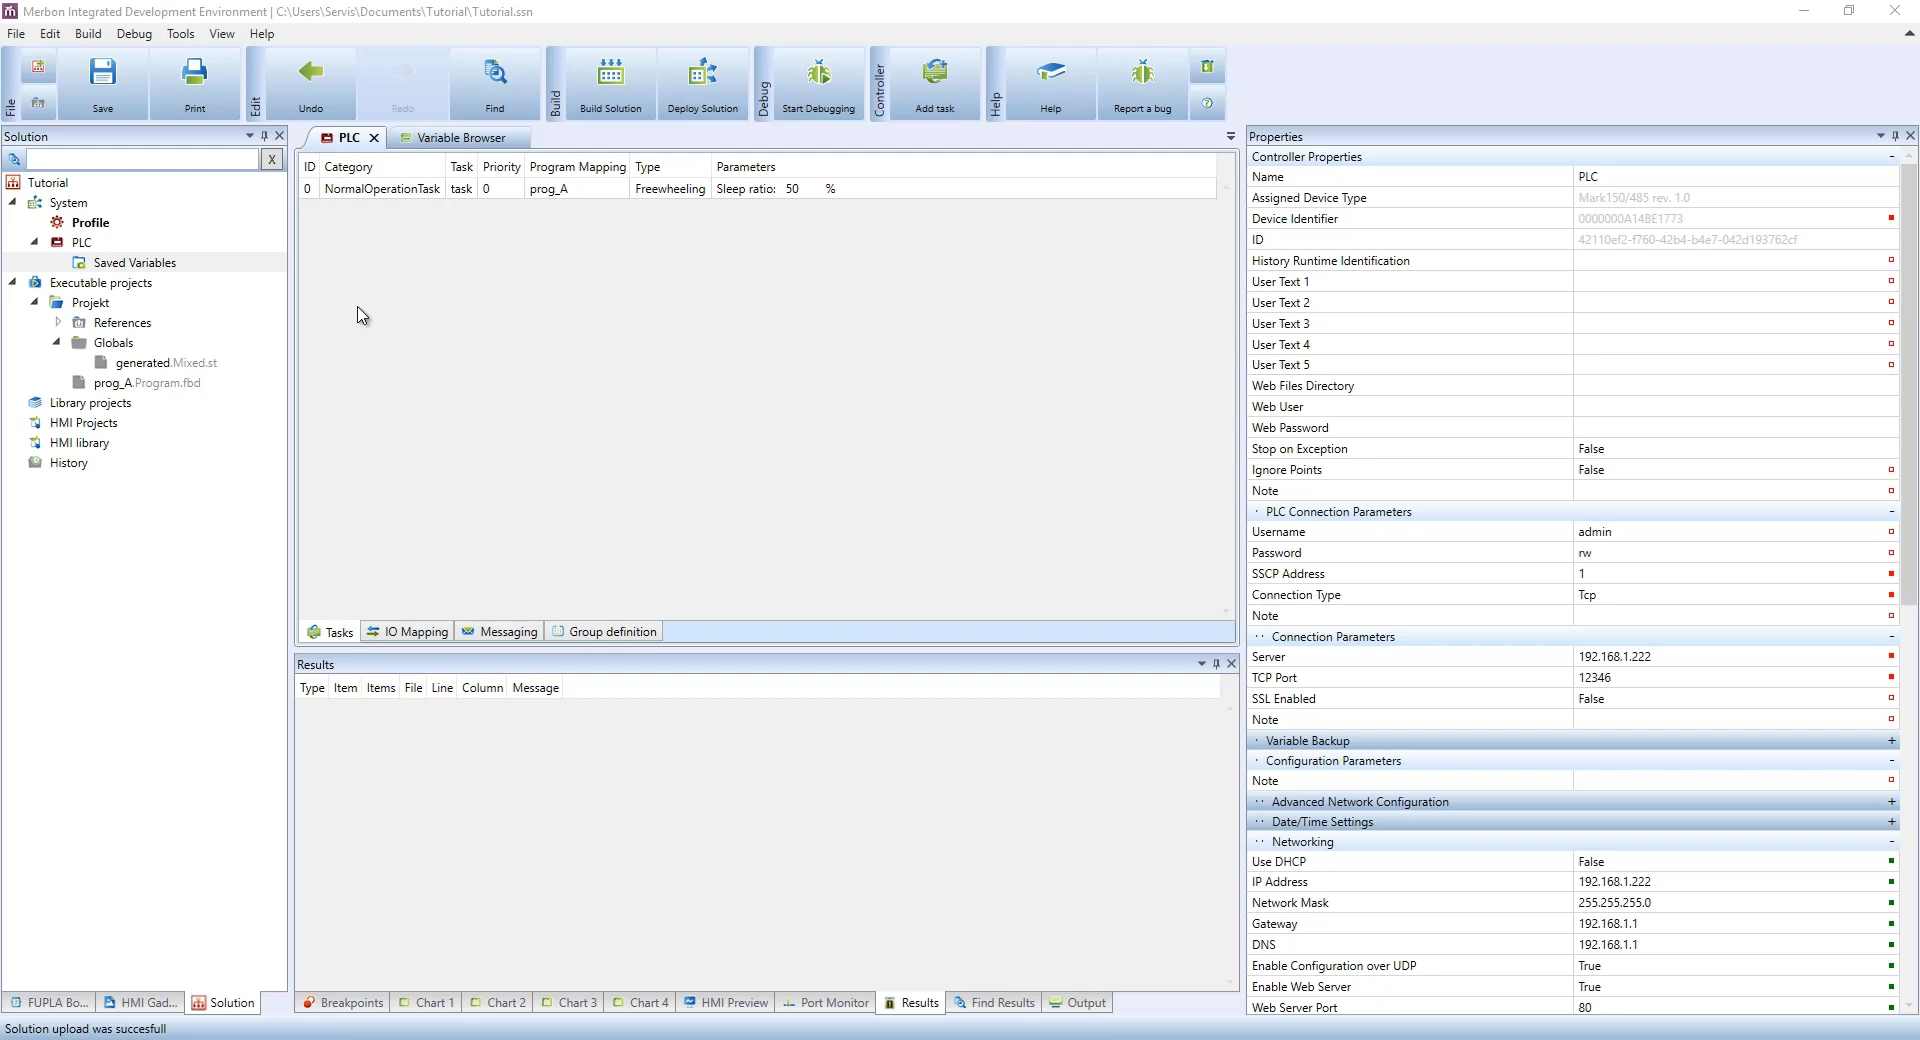 Merbon Integrated Development Environment | C:\Users\Servis\Documents\Tutorial\Tutorial.ssn
File Edit Build Debug Tools View Help
File Save Print Edit Undo Redo Find Build Build Solution Deploy Solution Debug Start Debugging Controller Add task Help Help Report a bug
Solution
X
Tutorial
System
Profile
PLC
Saved Variables
Executable projects
Projekt
References
Globals
generated.Mixed.st
prog_A.Program.fbd
Library projects
HMI Projects
HMI library
History
FUPLA Bo... HMI Gad... Solution
PLC Variable Browser
ID Category Task Priority Program Mapping Type Parameters
0 NormalOperationTask task 0 prog_A Freewheeling Sleep ratio: 50 %
Tasks IO Mapping Messaging Group definition
Results
Type Item Items File Line Column Message
Breakpoints Chart 1 Chart 2 Chart 3 Chart 4 HMI Preview Port Monitor Results Find Results Output
Properties
Controller Properties
Name PLC
Assigned Device Type Mark150/485 rev. 1.0
Device Identifier 0000000A14BE1773
ID 42110ef2-f760-42b4-b4e7-042d193762cf
History Runtime Identification
User Text 1
User Text 2
User Text 3
User Text 4
User Text 5
Web Files Directory
Web User
Web Password
Stop on Exception False
Ignore Points False
Note
PLC Connection Parameters
Username admin
Password rw
SSCP Address 1
Connection Type Tcp
Note
Connection Parameters
Server 192.168.1.222
TCP Port 12346
SSL Enabled False
Note
Variable Backup
Configuration Parameters
Note
Advanced Network Configuration
Date/Time Settings
Networking
Use DHCP False
IP Address 192.168.1.222
Network Mask 255.255.255.0
Gateway 192.168.1.1
DNS 192.168.1.1
Enable Configuration over UDP True
Enable Web Server True
Web Server Port 80
Solution upload was succesfull